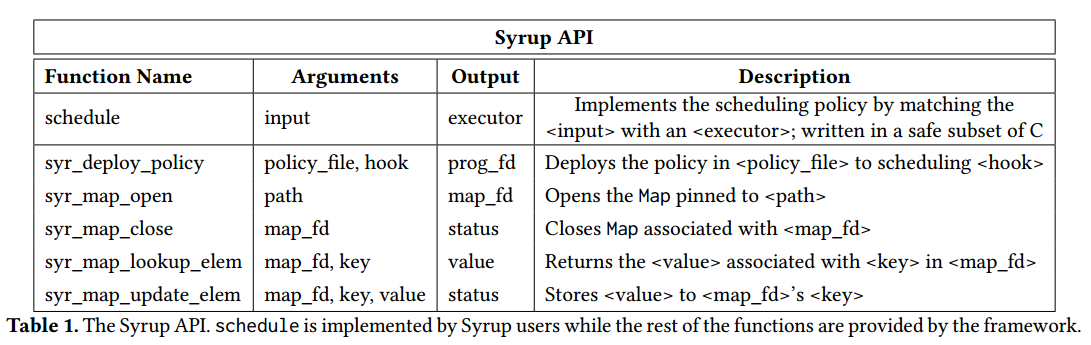 Syrup API
Function Name Arguments Output Description
schedule input executor Implements the scheduling policy by matching the
<input> with an <executor>; written in a safe subset of C
syr_deploy_policy policy_file, hook prog_fd Deploys the policy in <policy_file> to scheduling <hook>
syr_map_open path map_fd Opens the Map pinned to <path>
syr_map_close map_fd status Closes Map associated with <map_fd>
syr_map_lookup_elem map_fd, key value Returns the <value> associated with <key> in <map_fd>
syr_map_update_elem map_fd, key, value status Stores <value> to <map_fd>'s <key>
Table 1. The Syrup API. schedule is implemented by Syrup users while the rest of the functions are provided by the framework.